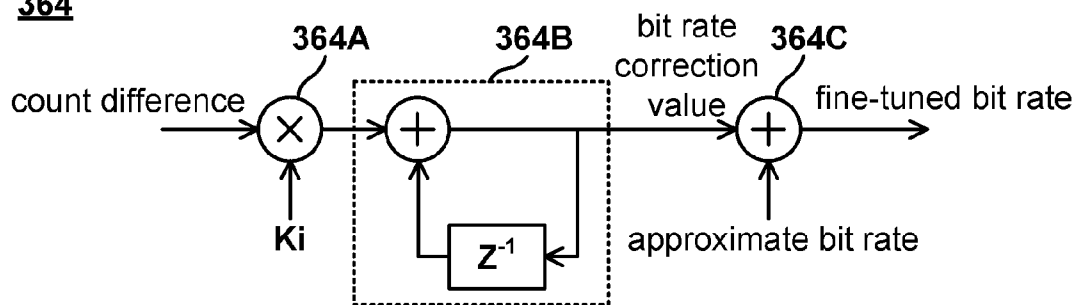 364
364A
364B
bit rate
correction
value
364C
count difference
fine-tuned bit rate
×
+
+
Ki
Z⁻¹
approximate bit rate